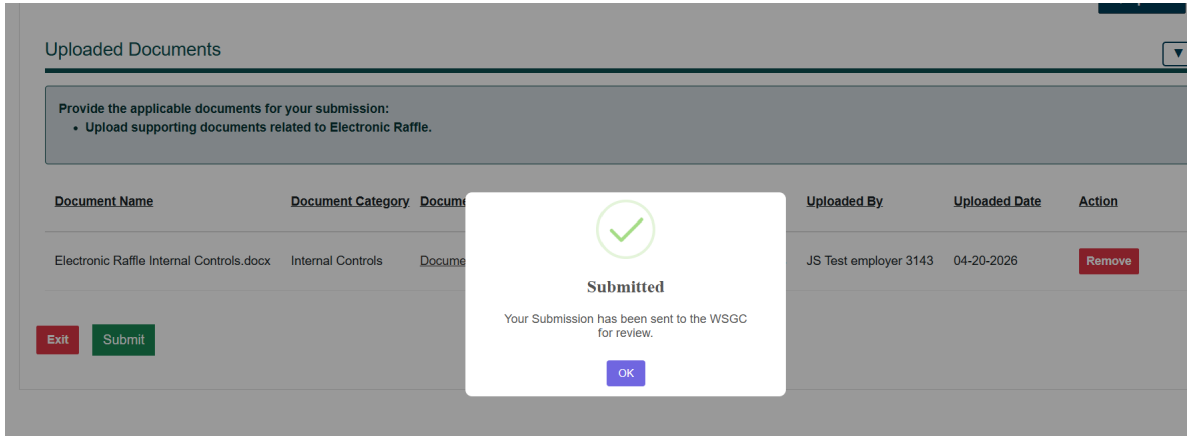 Uploaded Documents
▼
Provide the applicable documents for your submission:
• Upload supporting documents related to Electronic Raffle.
Document Name Document Category Uploaded By Uploaded Date Action
Electronic Raffle Internal Controls.docx Internal Controls JS Test employer 3143 04-20-2026 Remove
Submitted
Your Submission has been sent to the WSGC
for review.
OK
Exit Submit